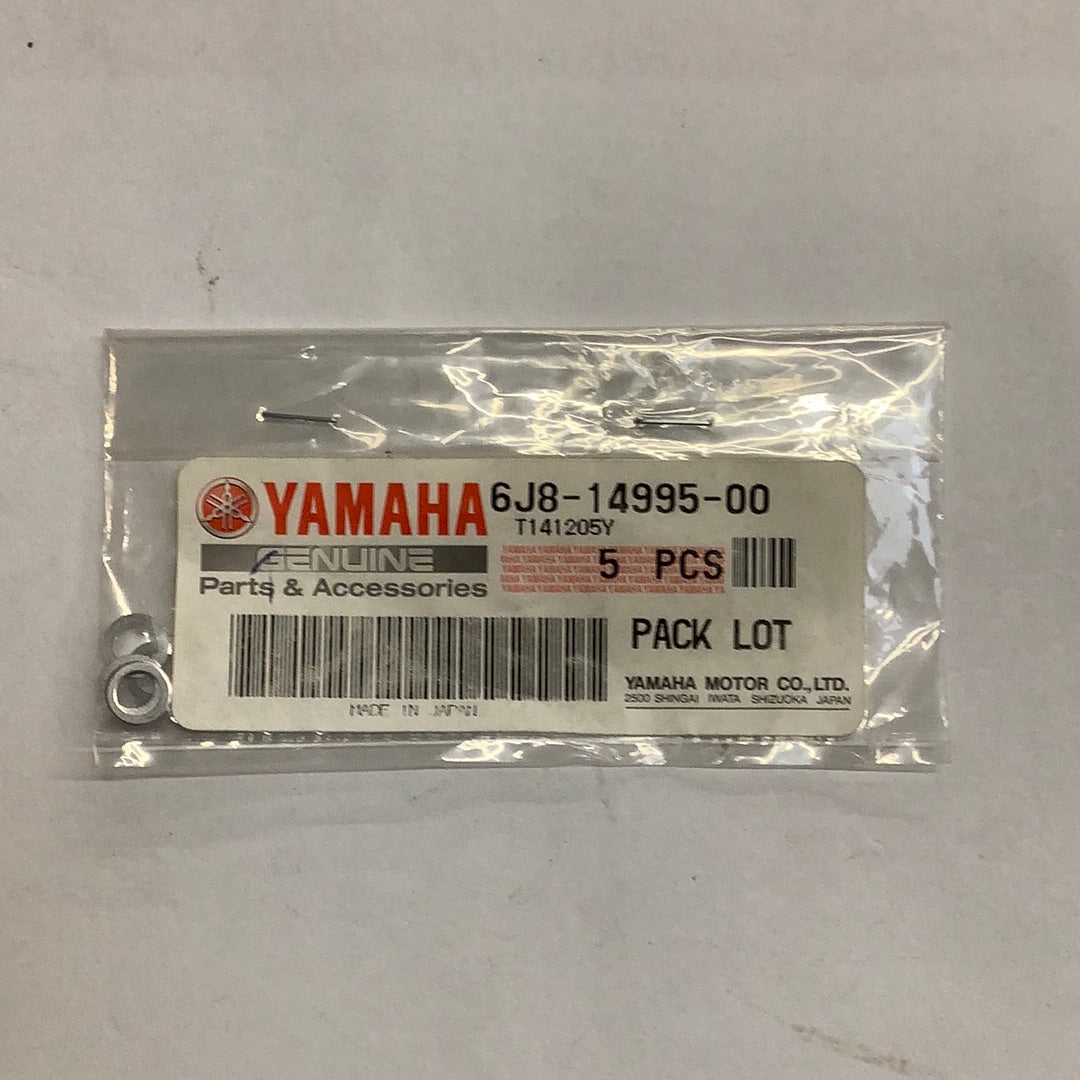 YAMAHA 6J8-14995-00
T141205Y
GENUINE
5 PCS
Parts & Accessories
PACK LOT
YAMAHA MOTOR CO.,LTD.
2500 SHINGAI IWATA SHIZUOKA JAPAN
MADE IN JAPAN